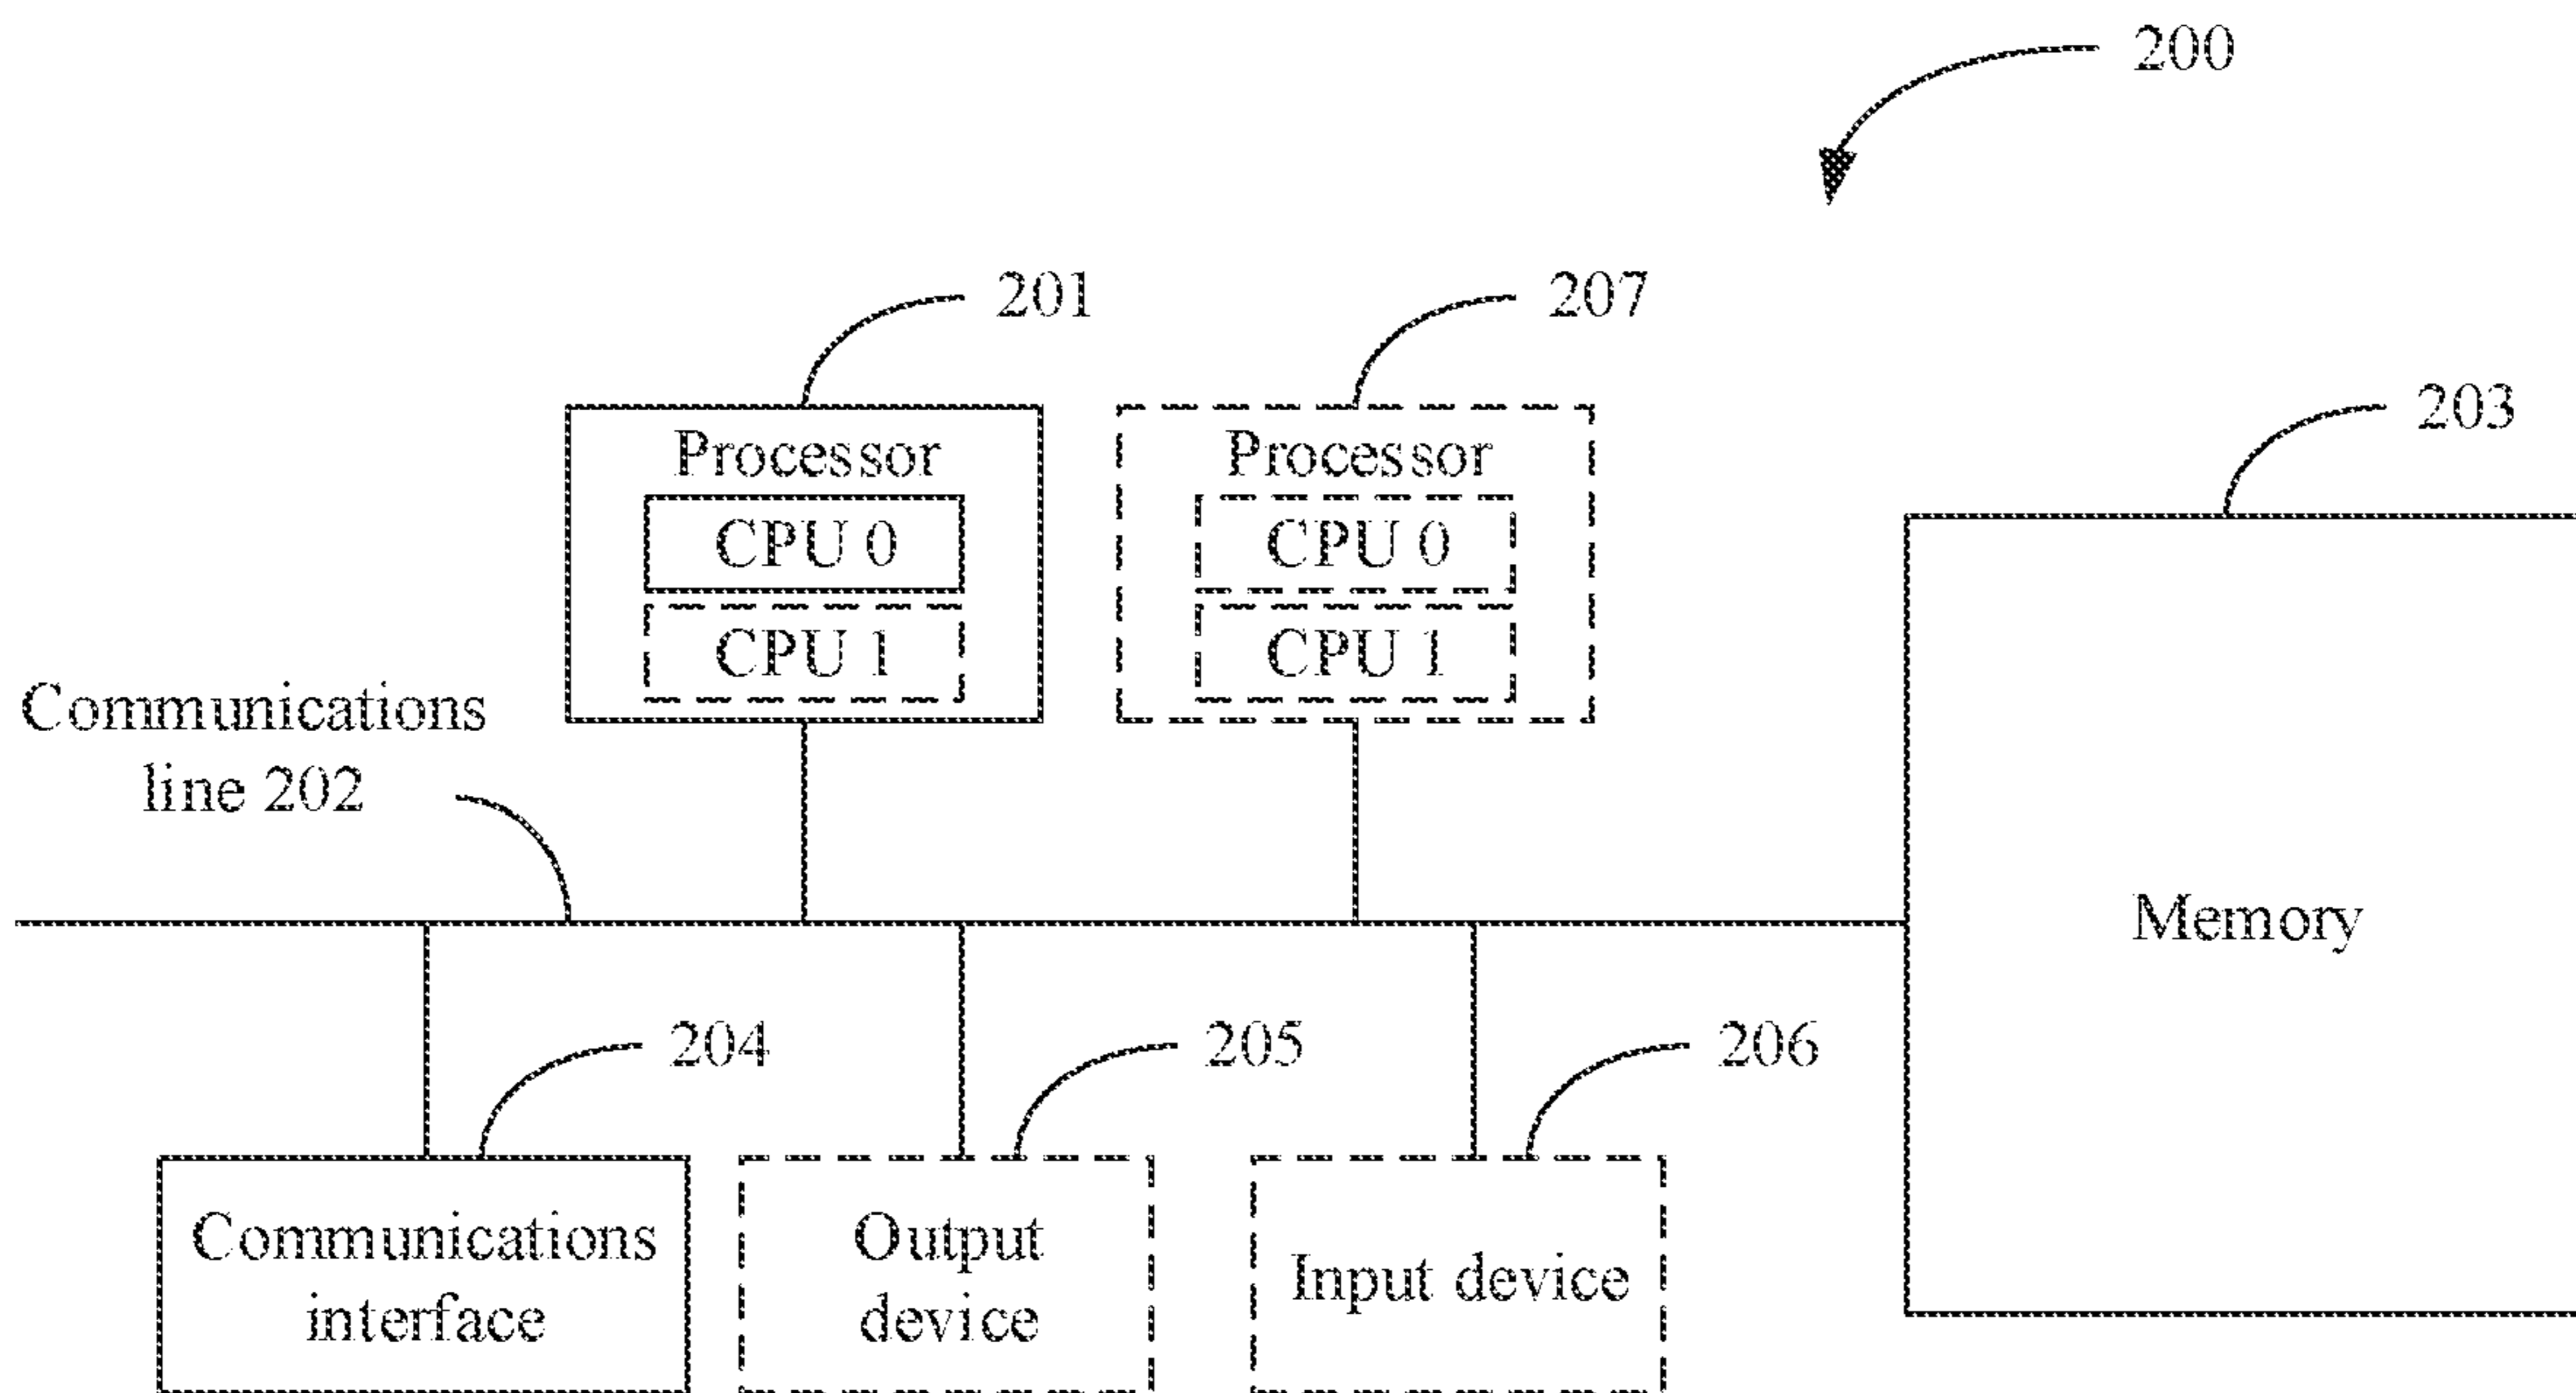 200
201
207
203
Processor
CPU 0
CPU 1
Processor
CPU 0
CPU 1
Communications
line 202
Memory
204
205
206
Communications
interface
Output
device
Input device